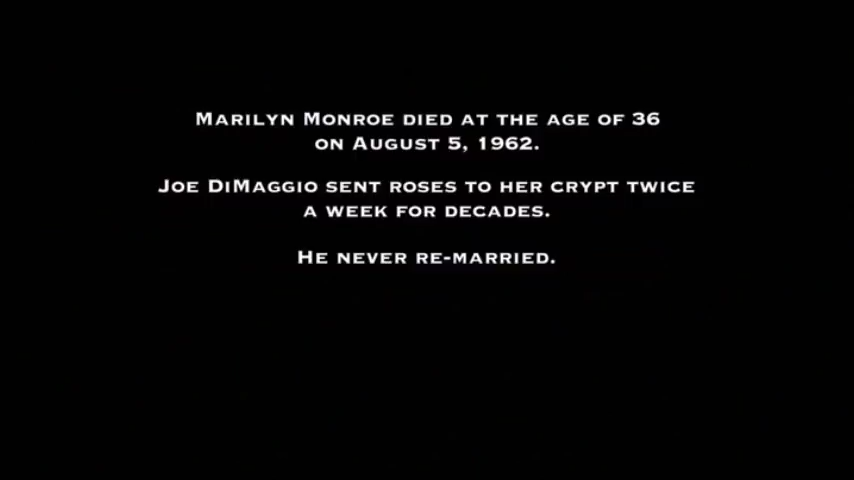 Marilyn Monroe died at the age of 36
on August 5, 1962.
Joe DiMaggio sent roses to her crypt twice
a week for decades.
He never re-married.